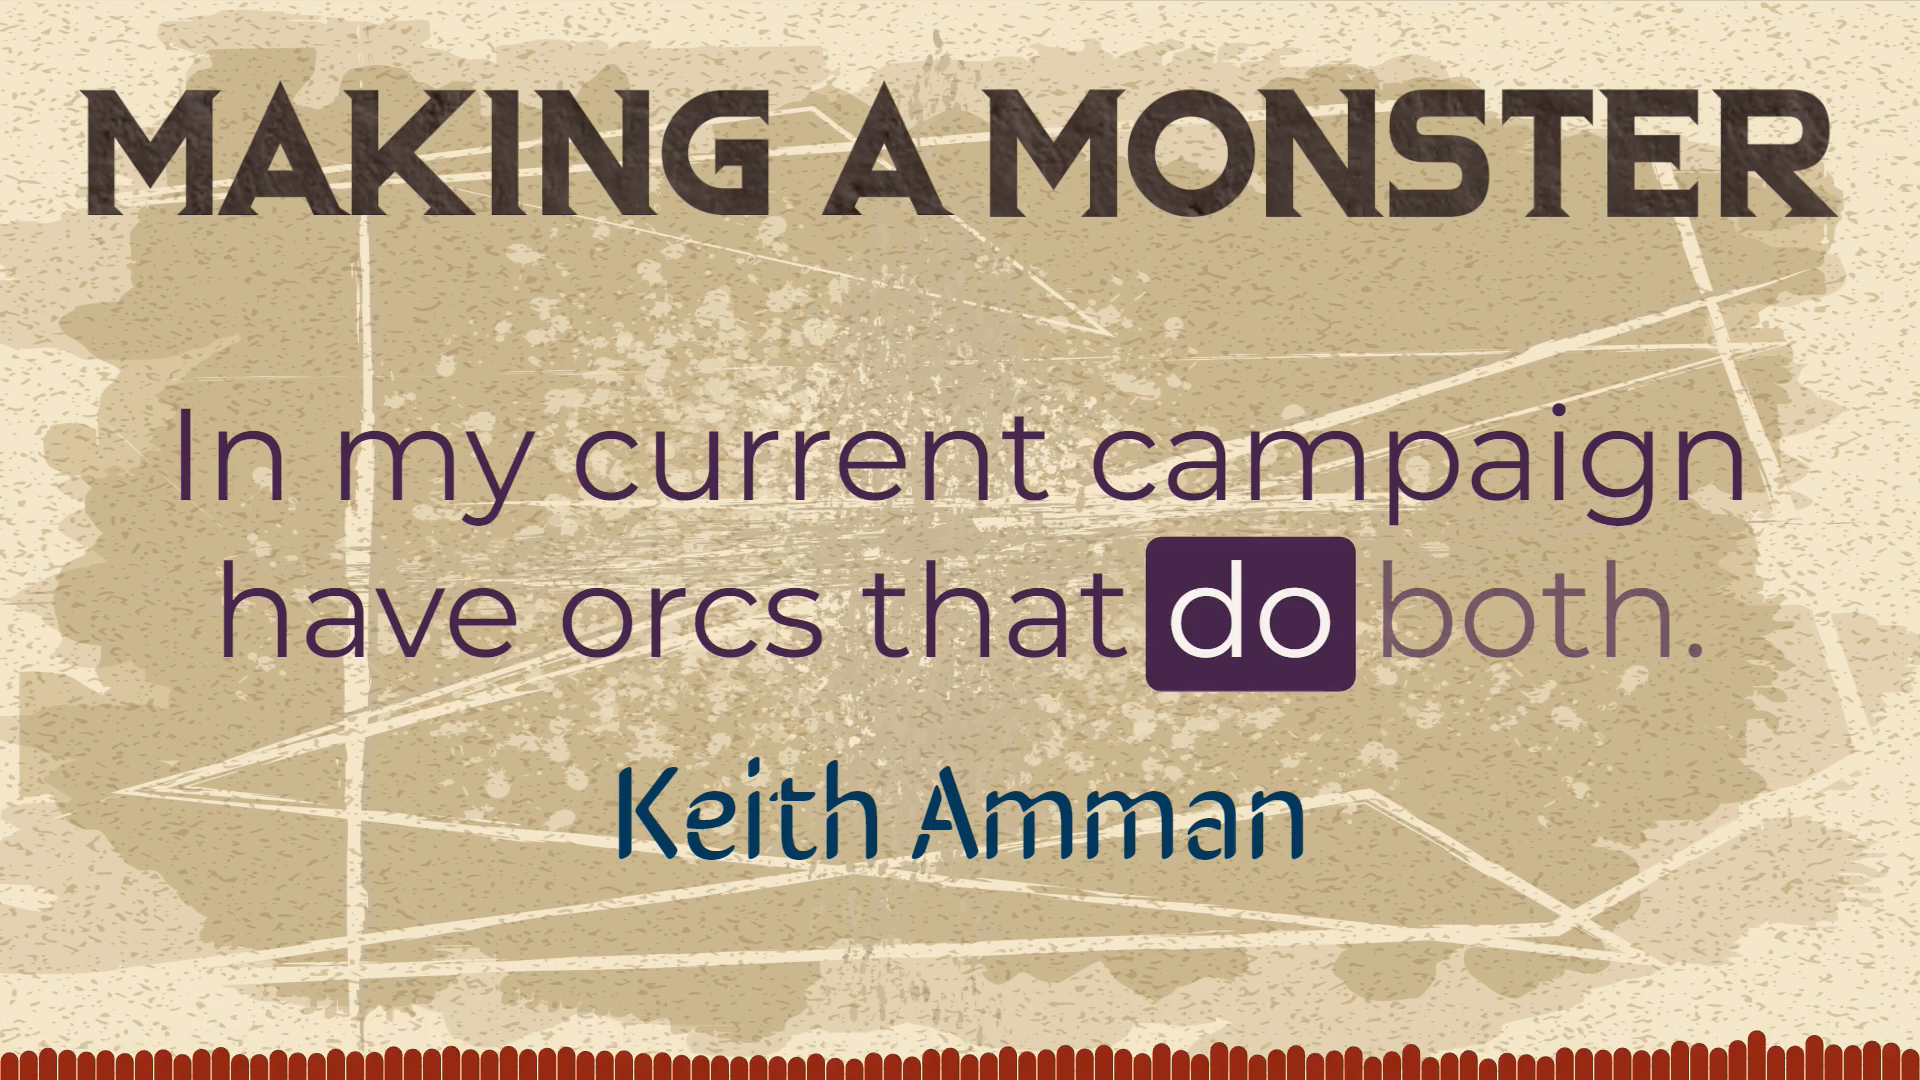 MAKING A MONSTER
In my current campaign
have orcs that do both.
Keith Amman